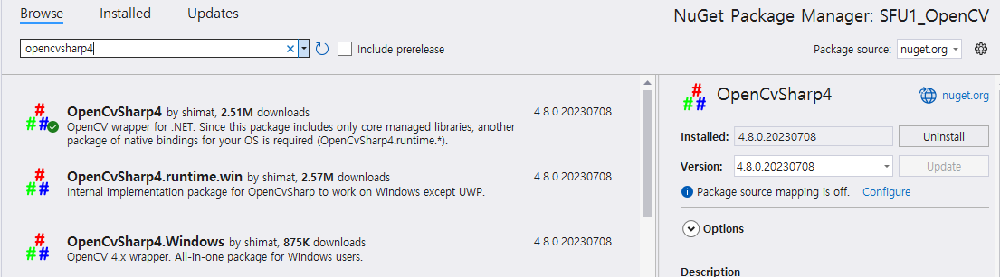 Browse Installed Updates NuGet Package Manager: SFU1_OpenCV
opencvsharp4 Include prerelease Package source: nuget.org
OpenCvSharp4 by shimat, 2.51M downloads 4.8.0.20230708
OpenCV wrapper for .NET. Since this package includes only core managed libraries, another
package of native bindings for your OS is required (OpenCvSharp4.runtime.*).
OpenCvSharp4.runtime.win by shimat, 2.57M downloads 4.8.0.20230708
Internal implementation package for OpenCvSharp to work on Windows except UWP.
OpenCvSharp4.Windows by shimat, 875K downloads 4.8.0.20230708
OpenCV 4.x wrapper. All-in-one package for Windows users.
OpenCvSharp4 nuget.org
Installed: 4.8.0.20230708 Uninstall
Version: 4.8.0.20230708 Update
Package source mapping is off. Configure
Options
Description